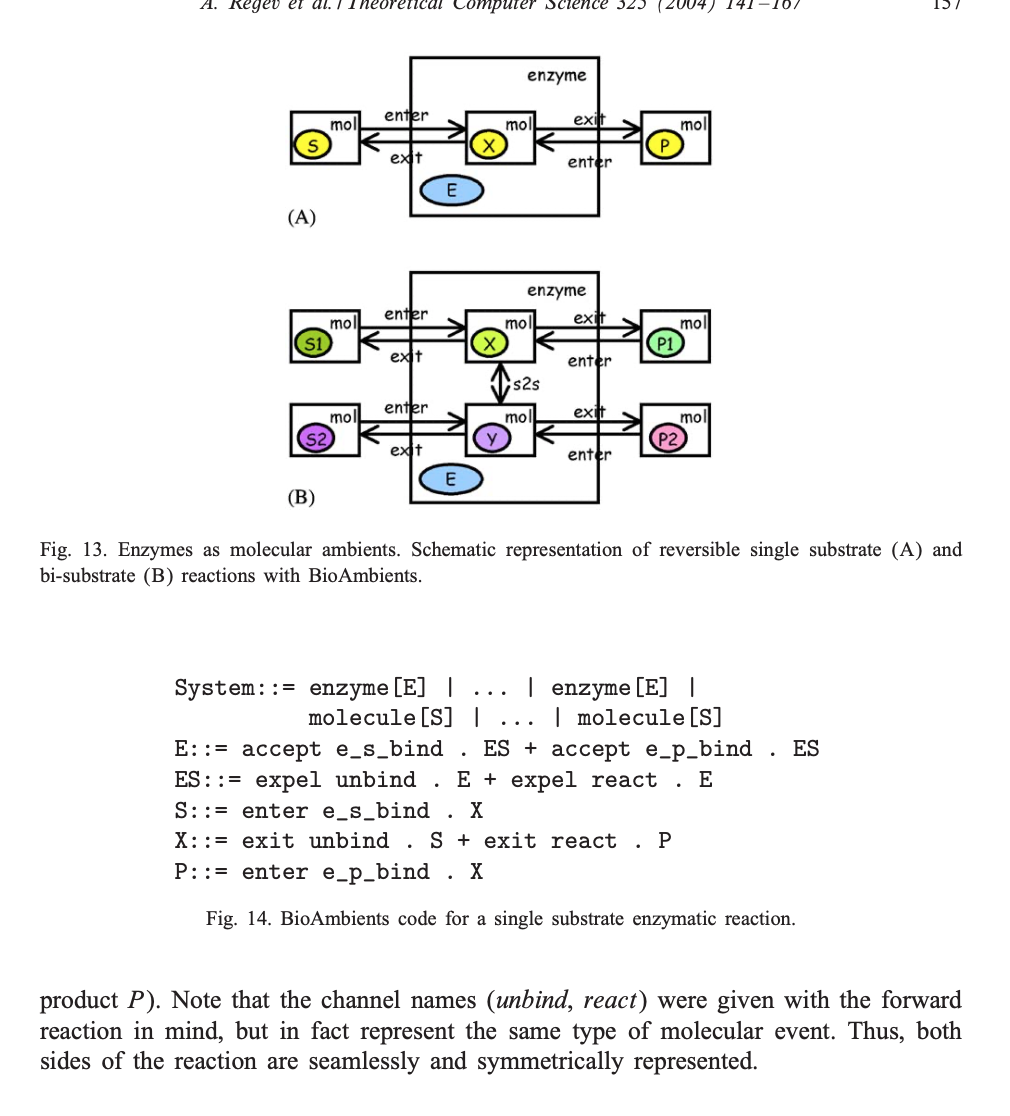 A. Regev et al. / Theoretical Computer Science 325 (2004) 141–167 157
enzyme
enter
mol
mol
exit
mol
S
X
P
exit
enter
E
(A)
enzyme
enter
mol
mol
exit
mol
S1
X
P1
exit
enter
s2s
enter
mol
mol
exit
mol
S2
Y
P2
exit
enter
E
(B)
Fig. 13. Enzymes as molecular ambients. Schematic representation of reversible single substrate (A) and
bi-substrate (B) reactions with BioAmbients.
System::= enzyme[E] | ... | enzyme[E] |
molecule[S] | ... | molecule[S]
E::= accept e_s_bind . ES + accept e_p_bind . ES
ES::= expel unbind . E + expel react . E
S::= enter e_s_bind . X
X::= exit unbind . S + exit react . P
P::= enter e_p_bind . X
Fig. 14. BioAmbients code for a single substrate enzymatic reaction.
product P). Note that the channel names (unbind, react) were given with the forward
reaction in mind, but in fact represent the same type of molecular event. Thus, both
sides of the reaction are seamlessly and symmetrically represented.